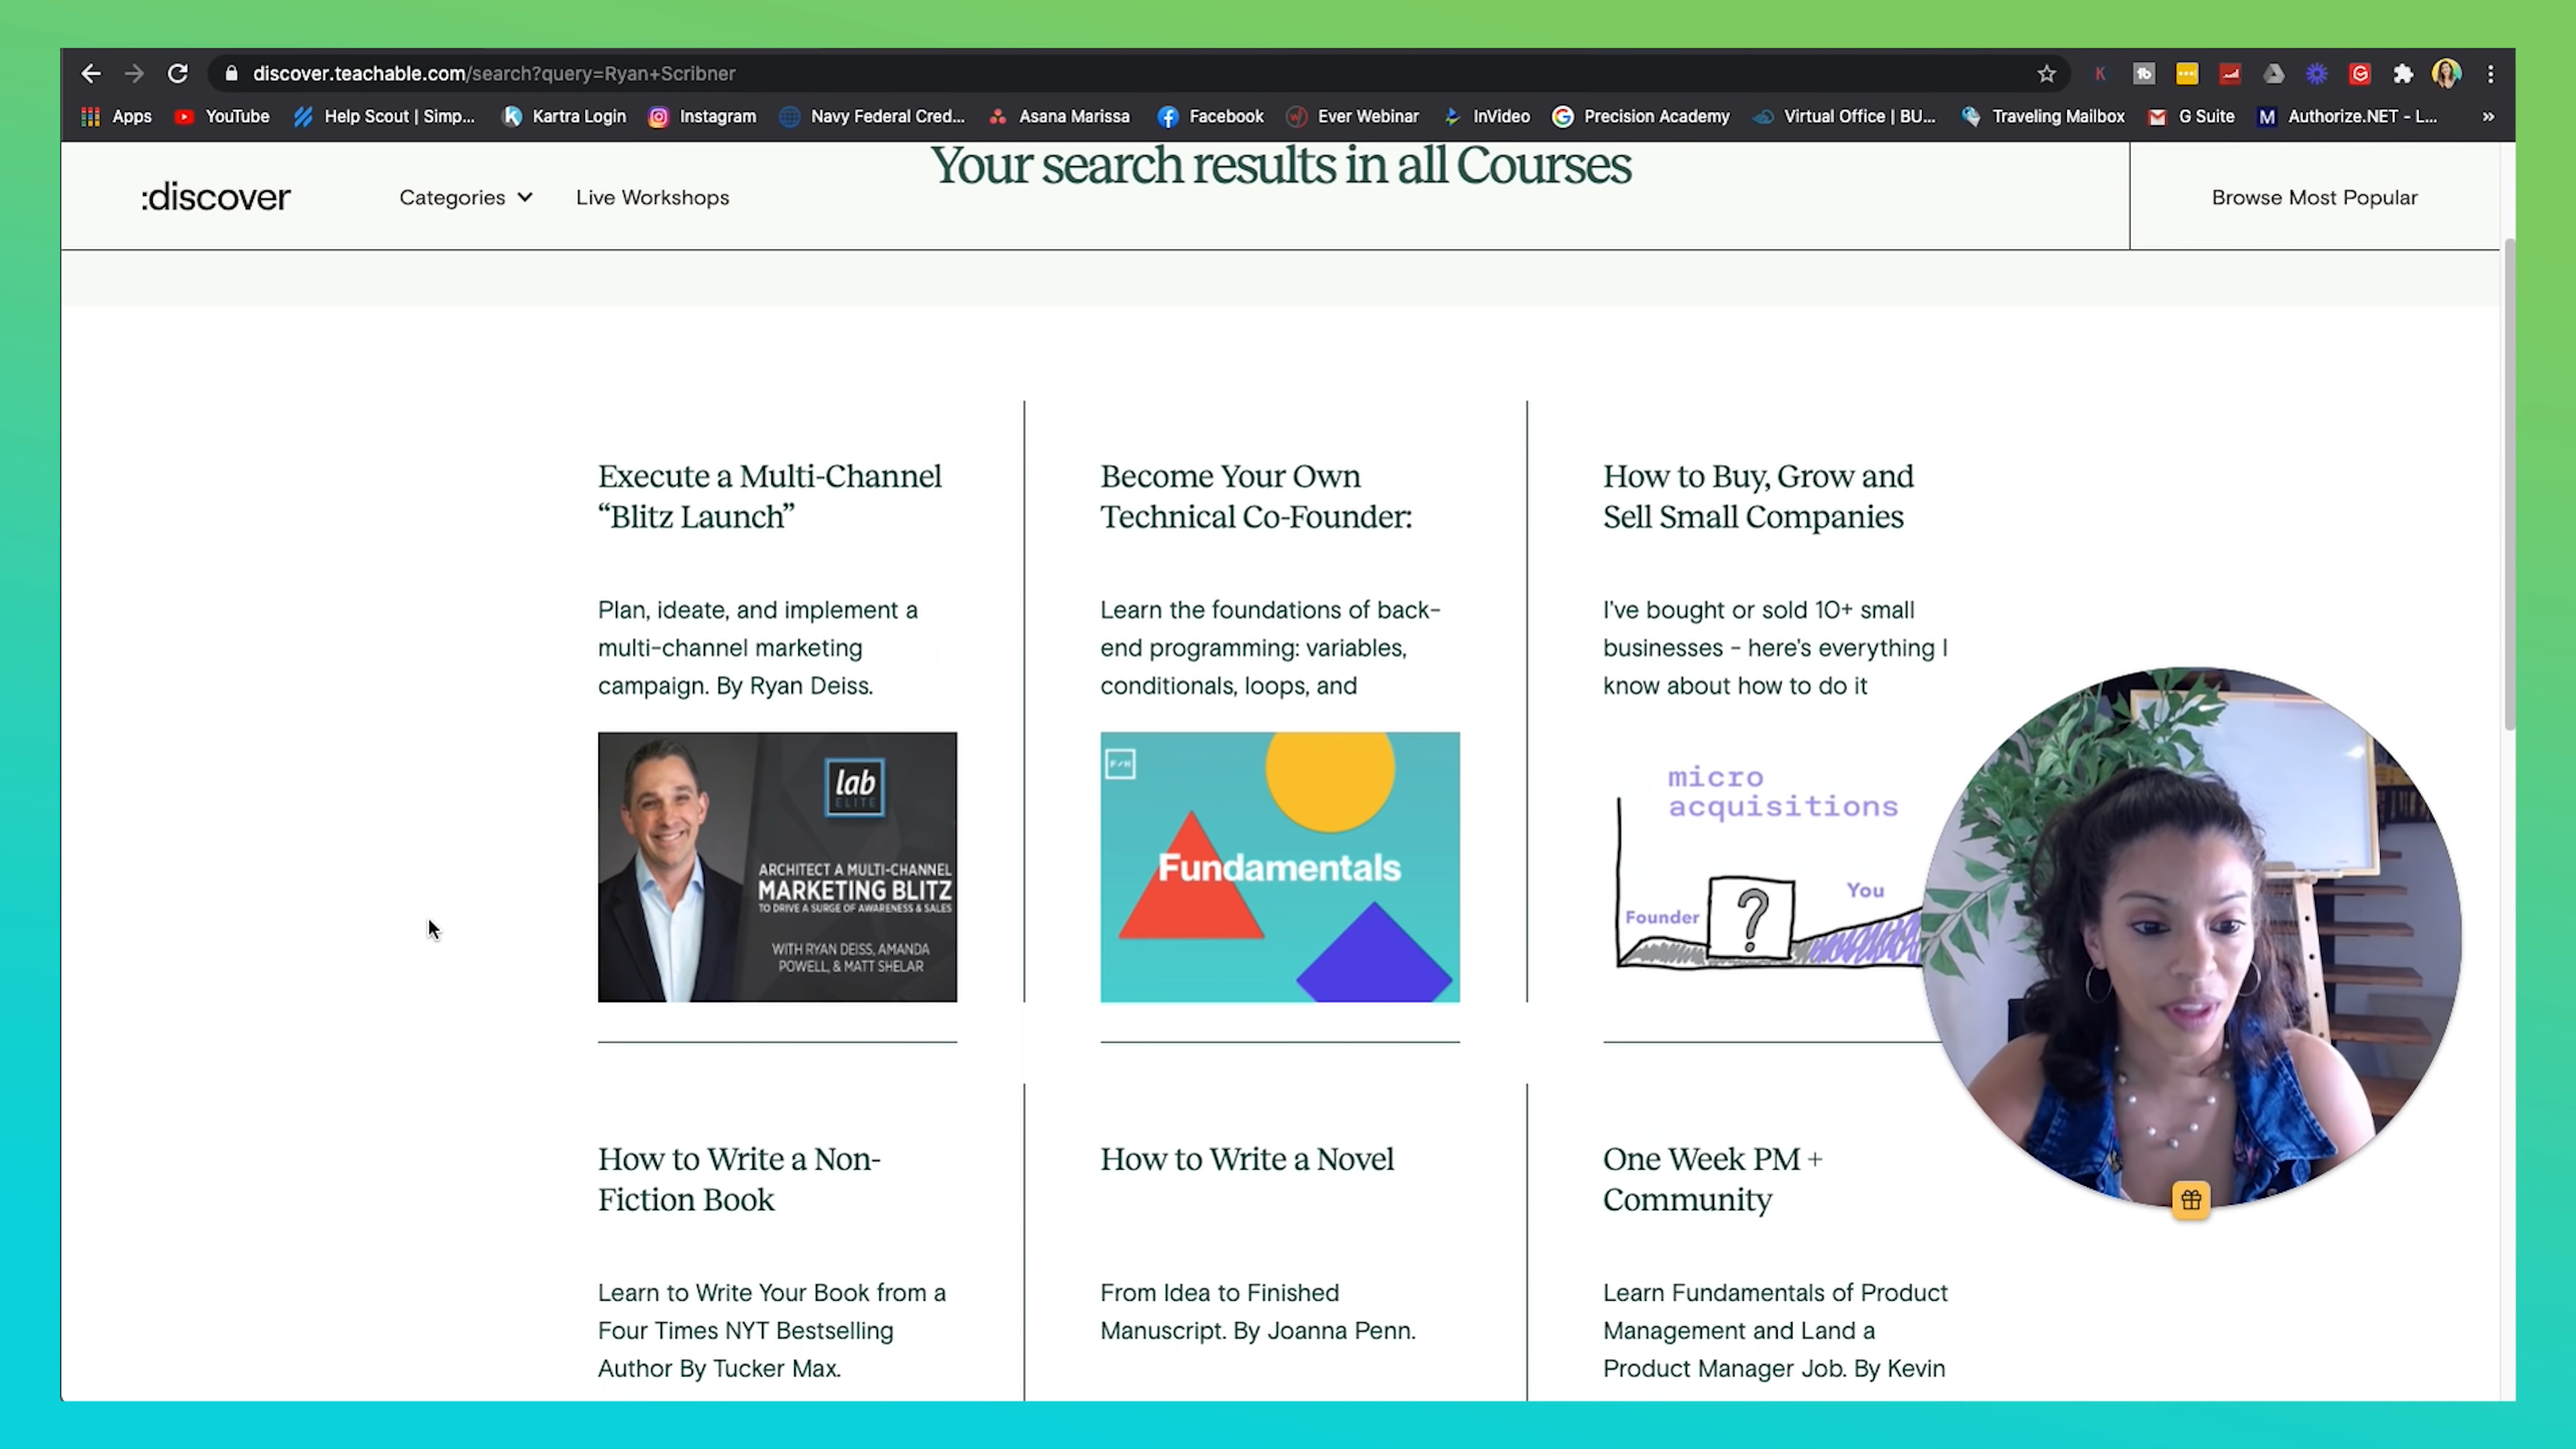 discover.teachable.com/search?query=Ryan+Scribner
Apps YouTube Help Scout | Simp... Kartra Login Instagram Navy Federal Cred... Asana Marissa Facebook Ever Webinar InVideo Precision Academy Virtual Office | BU... Traveling Mailbox G Suite Authorize.NET - L... »
Your search results in all Courses
:discover
Categories
Live Workshops
Browse Most Popular
Execute a Multi-Channel
“Blitz Launch”
Plan, ideate, and implement a
multi-channel marketing
campaign. By Ryan Deiss.
lab
ELITE
ARCHITECT A MULTI-CHANNEL
MARKETING BLITZ
TO DRIVE A SURGE OF AWARENESS & SALES
WITH RYAN DEISS, AMANDA
POWELL, & MATT SHELAR
Become Your Own
Technical Co-Founder:
Learn the foundations of back-
end programming: variables,
conditionals, loops, and
Fundamentals
How to Buy, Grow and
Sell Small Companies
I've bought or sold 10+ small
businesses - here's everything I
know about how to do it
micro
acquisitions
Founder
?
You
How to Write a Non-
Fiction Book
Learn to Write Your Book from a
Four Times NYT Bestselling
Author By Tucker Max.
How to Write a Novel
From Idea to Finished
Manuscript. By Joanna Penn.
One Week PM +
Community
Learn Fundamentals of Product
Management and Land a
Product Manager Job. By Kevin